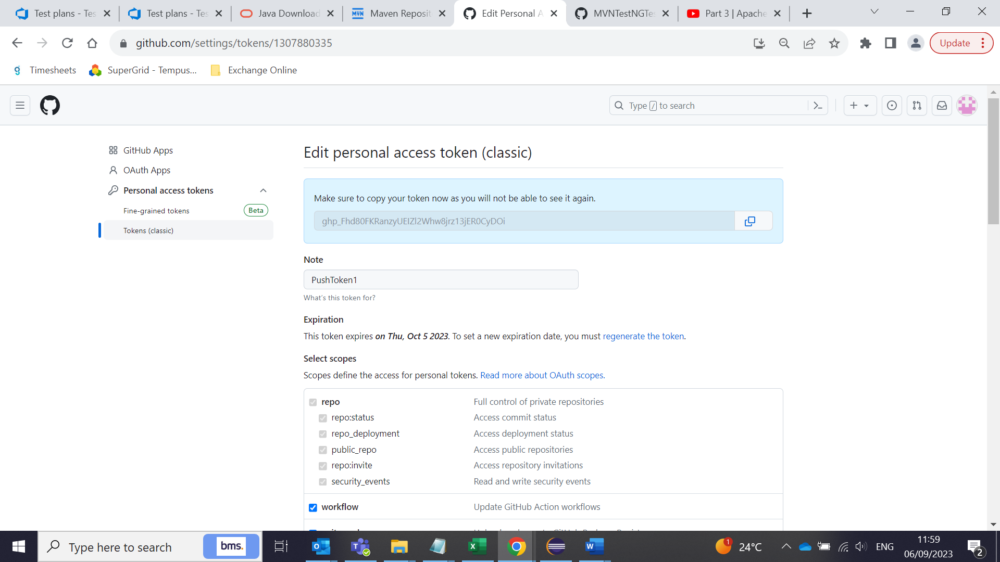 Test plans - Tes
Test plans - Tes
Java Download
Maven Reposit
Edit Personal A
MVNTestNGTes
Part 3 | Apache
github.com/settings/tokens/1307880335
Update
Timesheets
SuperGrid - Tempus...
Exchange Online
Type / to search
GitHub Apps
OAuth Apps
Personal access tokens
Fine-grained tokens
Beta
Tokens (classic)
Edit personal access token (classic)
Make sure to copy your token now as you will not be able to see it again.
Note
PushToken1
What's this token for?
Expiration
This token expires on Thu, Oct 5 2023. To set a new expiration date, you must regenerate the token.
Select scopes
Scopes define the access for personal tokens. Read more about OAuth scopes.
repo Full control of private repositories
repo:status Access commit status
repo_deployment Access deployment status
public_repo Access public repositories
repo:invite Access repository invitations
security_events Read and write security events
workflow Update GitHub Action workflows
Type here to search
bms.
1
24°C
ENG
11:59
06/09/2023
2